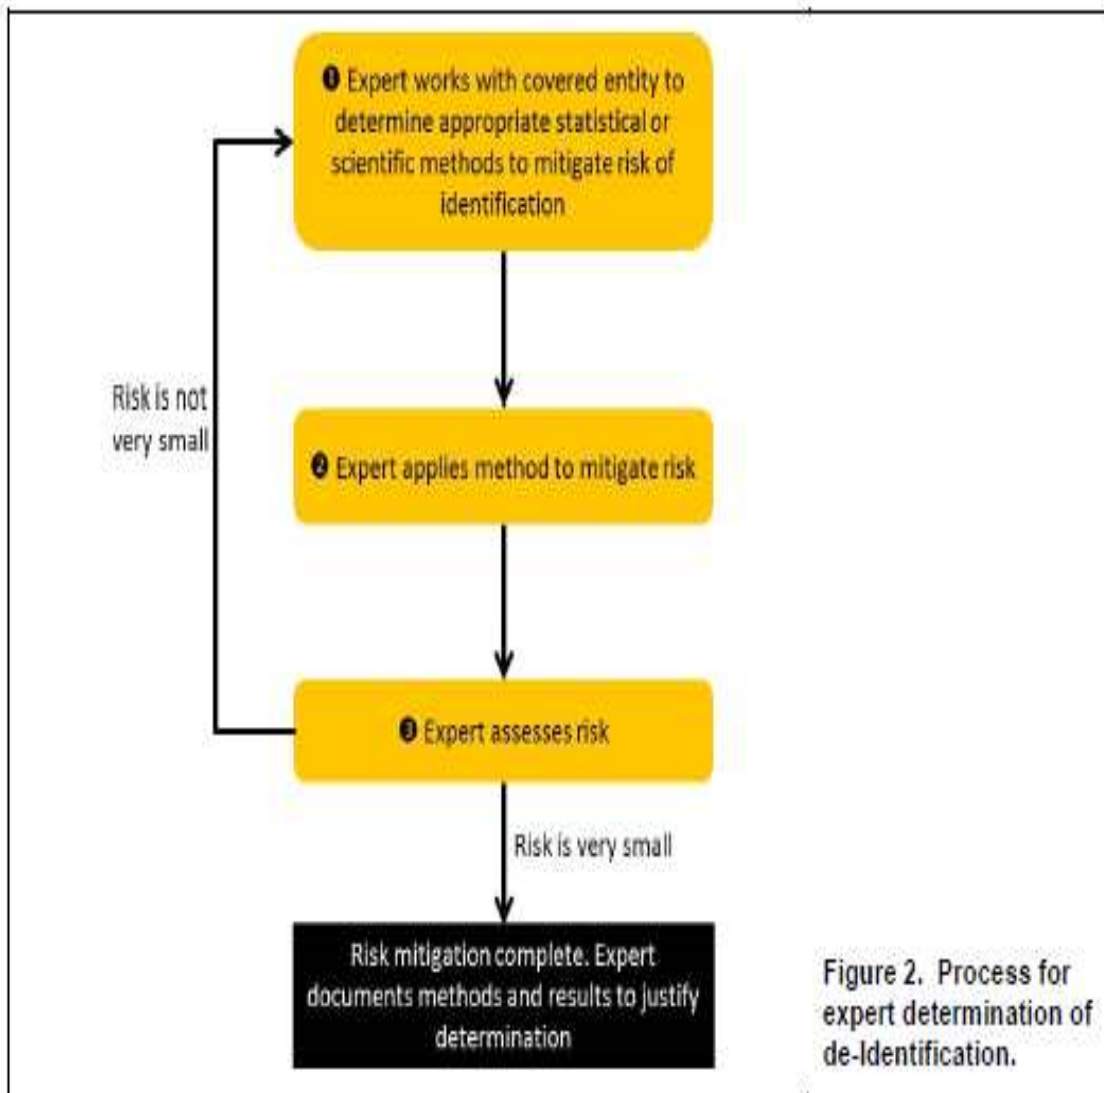 ❶ Expert works with covered entity to
determine appropriate statistical or
scientific methods to mitigate risk of
identification
Risk is not
very small
❷ Expert applies method to mitigate risk
❸ Expert assesses risk
Risk is very small
Risk mitigation complete. Expert
documents methods and results to justify
determination
Figure 2. Process for
expert determination of
de-Identification.